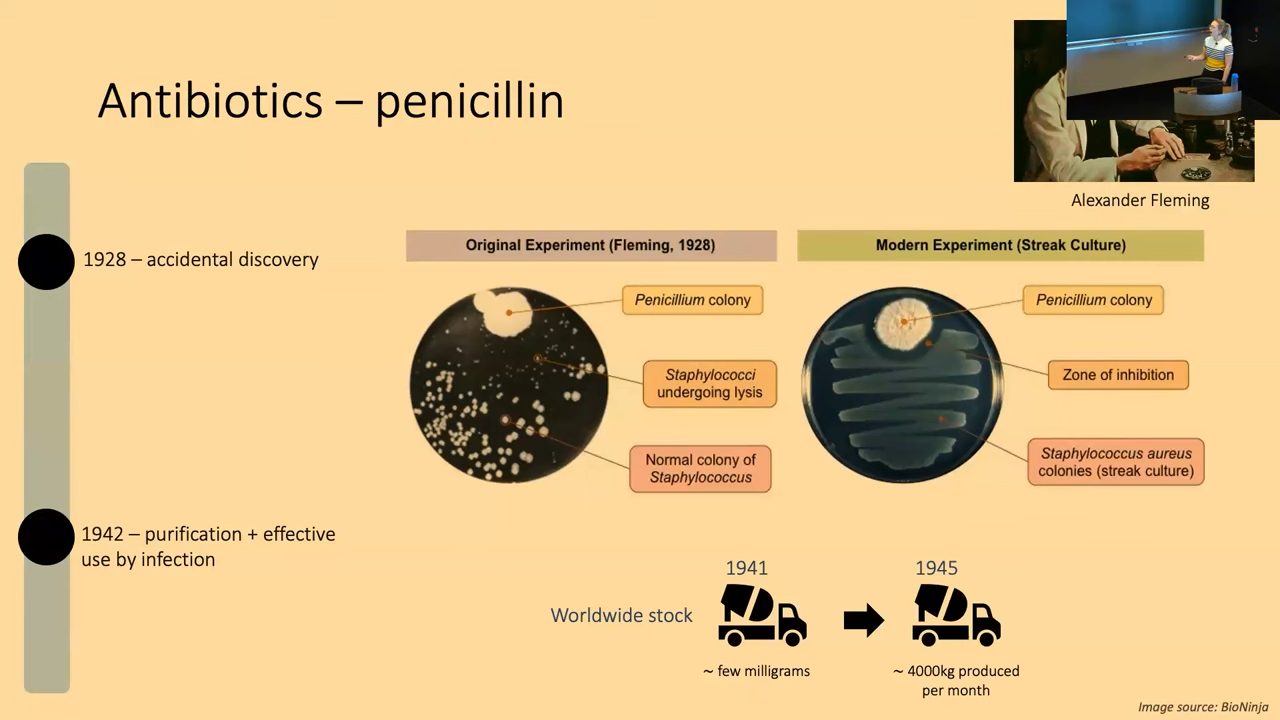 Antibiotics – penicillin
Alexander Fleming
1928 – accidental discovery
Original Experiment (Fleming, 1928)
Penicillium colony
Staphylococci
undergoing lysis
Normal colony of
Staphylococcus
Modern Experiment (Streak Culture)
Penicillium colony
Zone of inhibition
Staphylococcus aureus
colonies (streak culture)
1942 – purification + effective
use by infection
Worldwide stock
1941
~ few milligrams
1945
~ 4000kg produced
per month
Image source: BioNinja